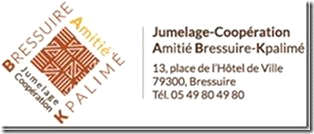 BRESSUIRE
Amitié
KPALIMÉ
Jumelage
Coopération
B
K
Jumelage-Coopération
Amitié Bressuire-Kpalimé
13, place de l'Hôtel de Ville
79300, Bressuire
Tél. 05 49 80 49 80